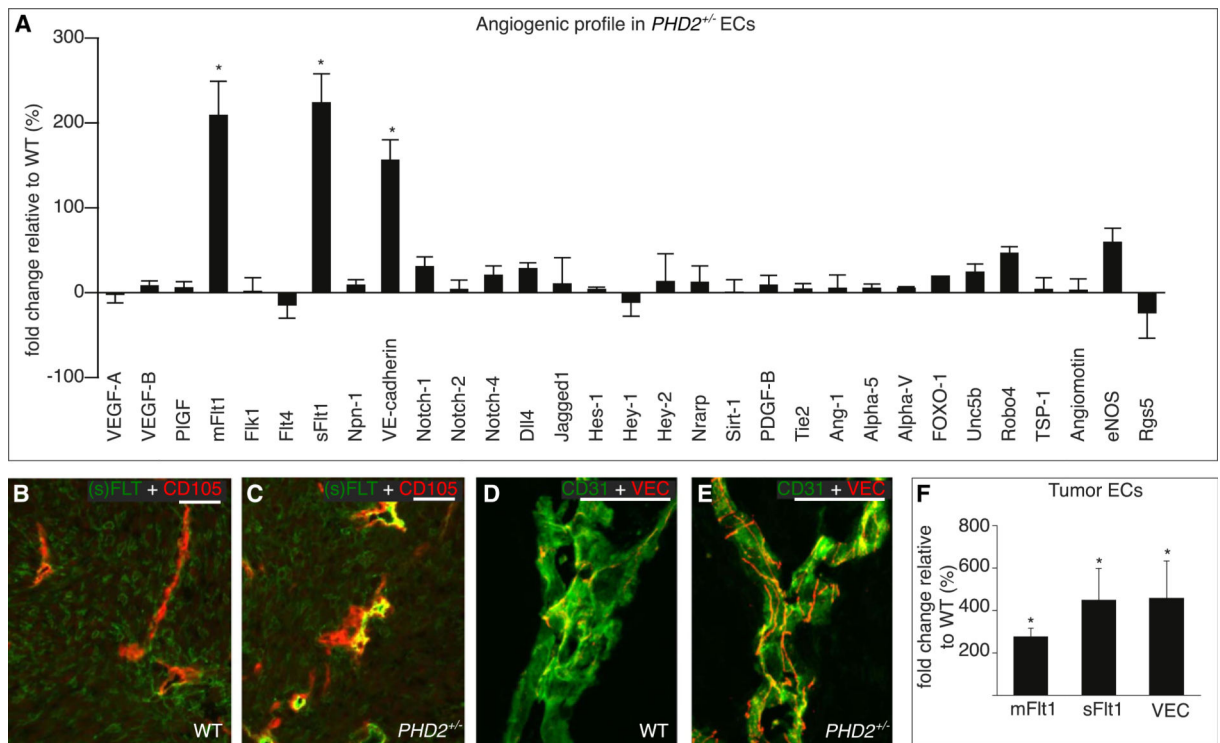 A
Angiogenic profile in PHD2+/- ECs
fold change relative to WT (%)
300
200
100
0
-100
*
*
*
VEGF-A
VEGF-B
PlGF
mFlt1
Flk1
Flt4
sFlt1
Npn-1
VE-cadherin
Notch-1
Notch-2
Notch-4
Dll4
Jagged1
Hes-1
Hey-1
Hey-2
Nrarp
Sirt-1
PDGF-B
Tie2
Ang-1
Alpha-5
Alpha-V
FOXO-1
Unc5b
Robo4
TSP-1
Angiomotin
eNOS
Rgs5
B
(s)FLT + CD105
WT
C
(s)FLT + CD105
PHD2+/-
D
CD31 + VEC
WT
E
CD31 + VEC
PHD2+/-
F
Tumor ECs
fold change relative
to WT (%)
800
600
400
200
*
*
*
mFlt1
sFlt1
VEC